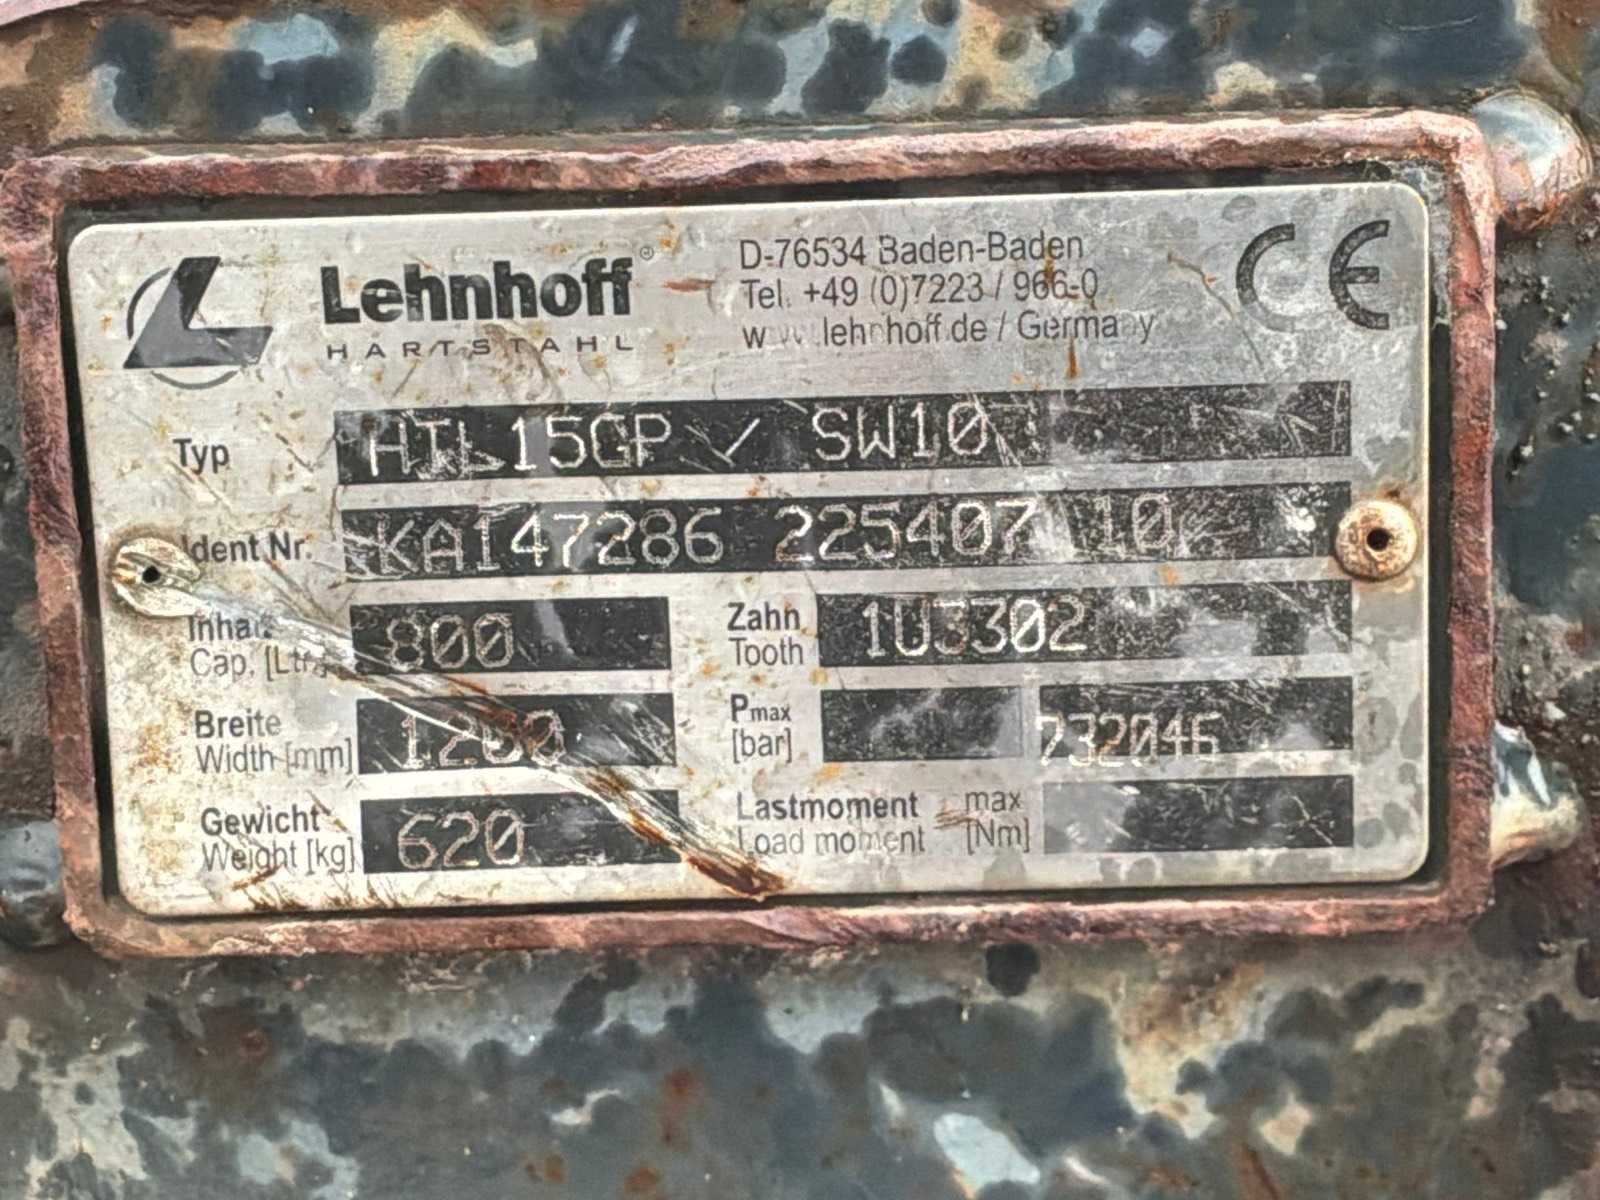 Lehnhoff®
HARTSTAHL
D-76534 Baden-Baden
Tel. +49 (0)7223 / 966-0
www.lehnhoff.de / Germany
CE
Typ HTL15GP / SW10
Ident Nr. KA147286 225407 10
Inhalt 800
Cap. [Ltr.]
Zahn 1U3302
Tooth
Breite 1200
Width [mm]
Pmax 232046
[bar]
Gewicht 620
Weight [kg]
Lastmoment max
Load moment [Nm]